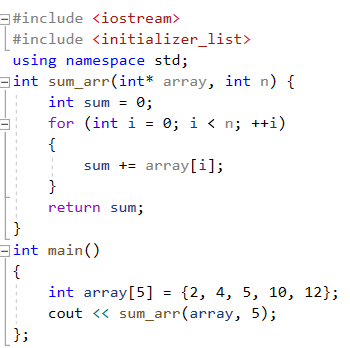 #include <iostream>
#include <initializer_list>
using namespace std;
int sum_arr(int* array, int n) {
    int sum = 0;
    for (int i = 0; i < n; ++i)
    {
        sum += array[i];
    }
    return sum;
}
int main()
{
    int array[5] = {2, 4, 5, 10, 12};
    cout << sum_arr(array, 5);
};